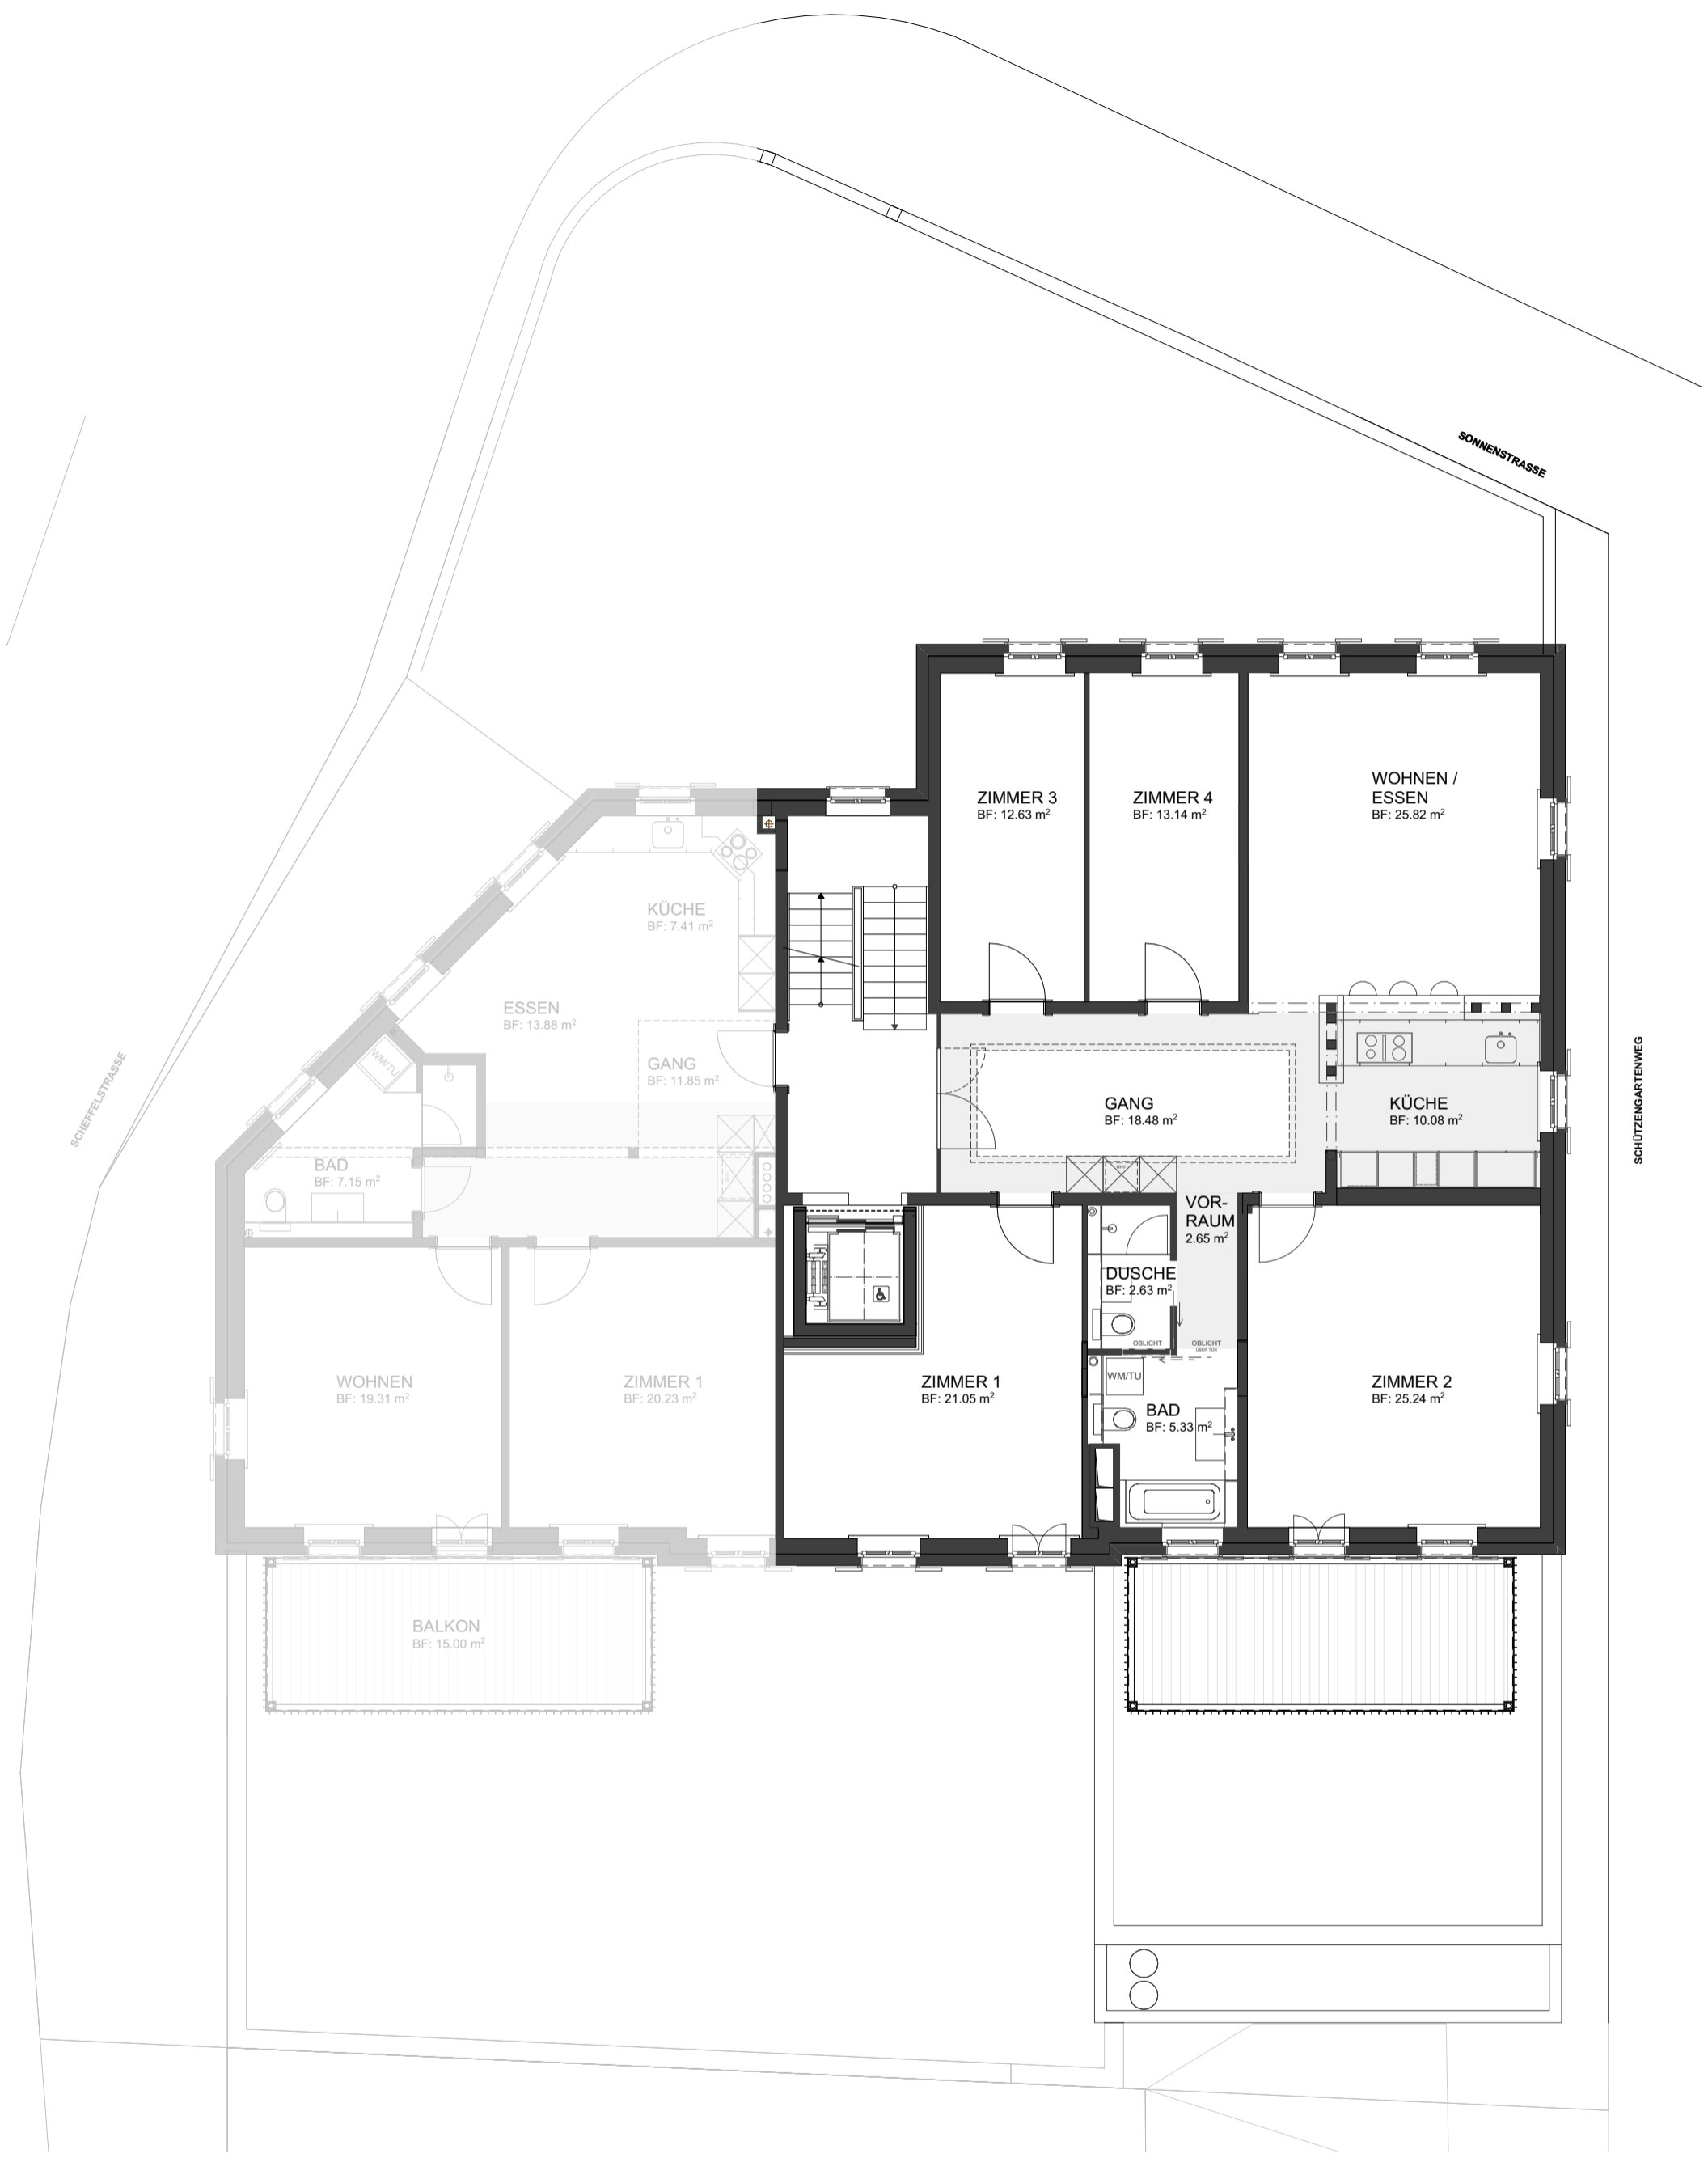 SONNENSTRASSE
ZIMMER 3
BF: 12.63 m²
ZIMMER 4
BF: 13.14 m²
WOHNEN /
ESSEN
BF: 25.82 m²
KÜCHE
BF: 7.41 m²
ESSEN
BF: 13.88 m²
WM/TU
GANG
BF: 11.85 m²
SCHEFFELSTRASSE
GANG
BF: 18.48 m²
KÜCHE
BF: 10.08 m²
SCHÜTZENGARTENWEG
BAD
BF: 7.15 m²
VOR-
RAUM
2.65 m²
DUSCHE
BF: 2.63 m²
OBLICHT
OBLICHT
ÜBER TÜR
WOHNEN
BF: 19.31 m²
ZIMMER 1
BF: 20.23 m²
ZIMMER 1
BF: 21.05 m²
WM/TU
BAD
BF: 5.33 m²
ZIMMER 2
BF: 25.24 m²
BALKON
BF: 15.00 m²